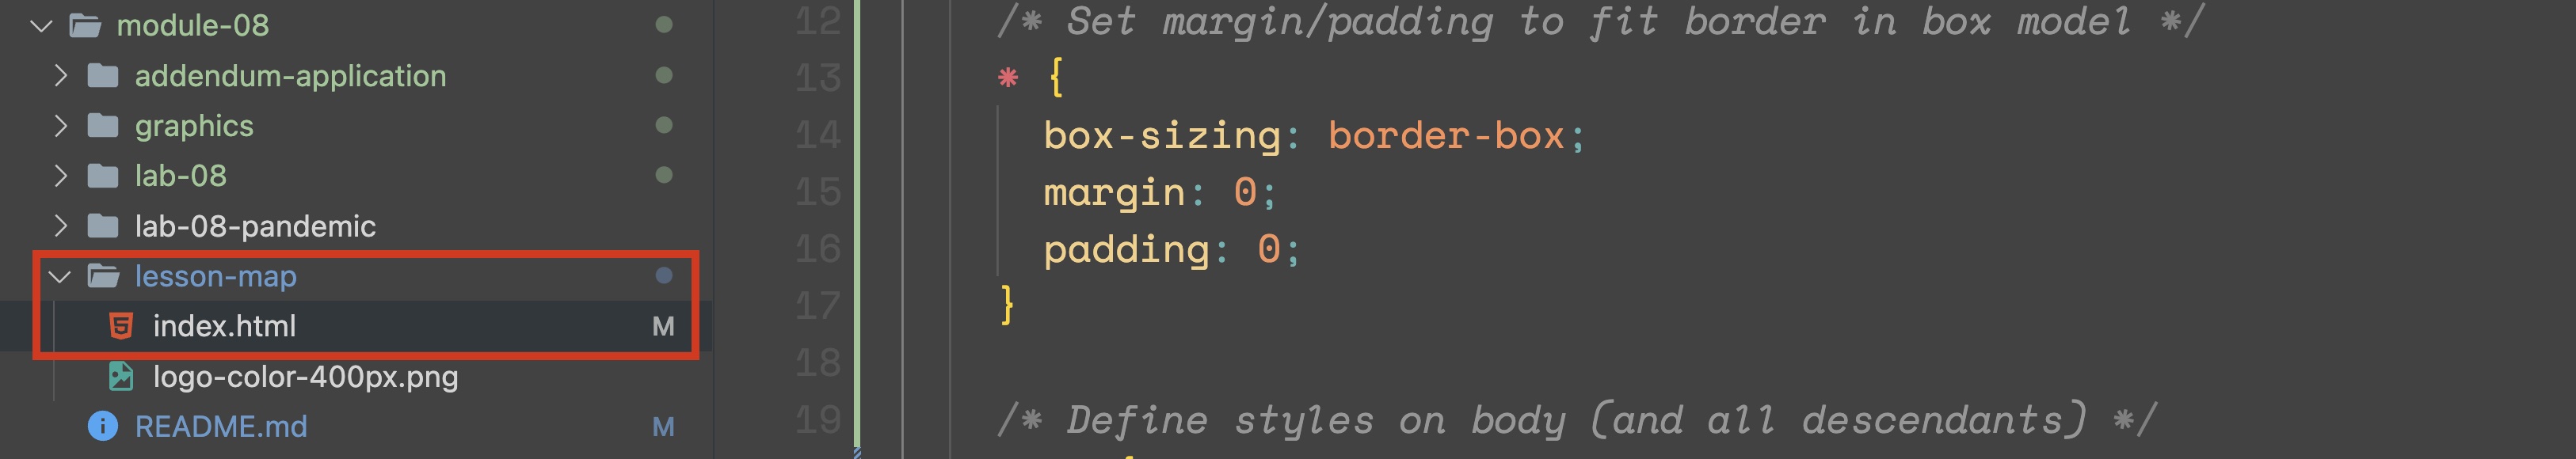 module-08
addendum-application
graphics
lab-08
lab-08-pandemic
lesson-map
index.html M
logo-color-400px.png
README.md M
12 /* Set margin/padding to fit border in box model */
13 * {
14 box-sizing: border-box;
15 margin: 0;
16 padding: 0;
17 }
18
19 /* Define styles on body (and all descendants) */